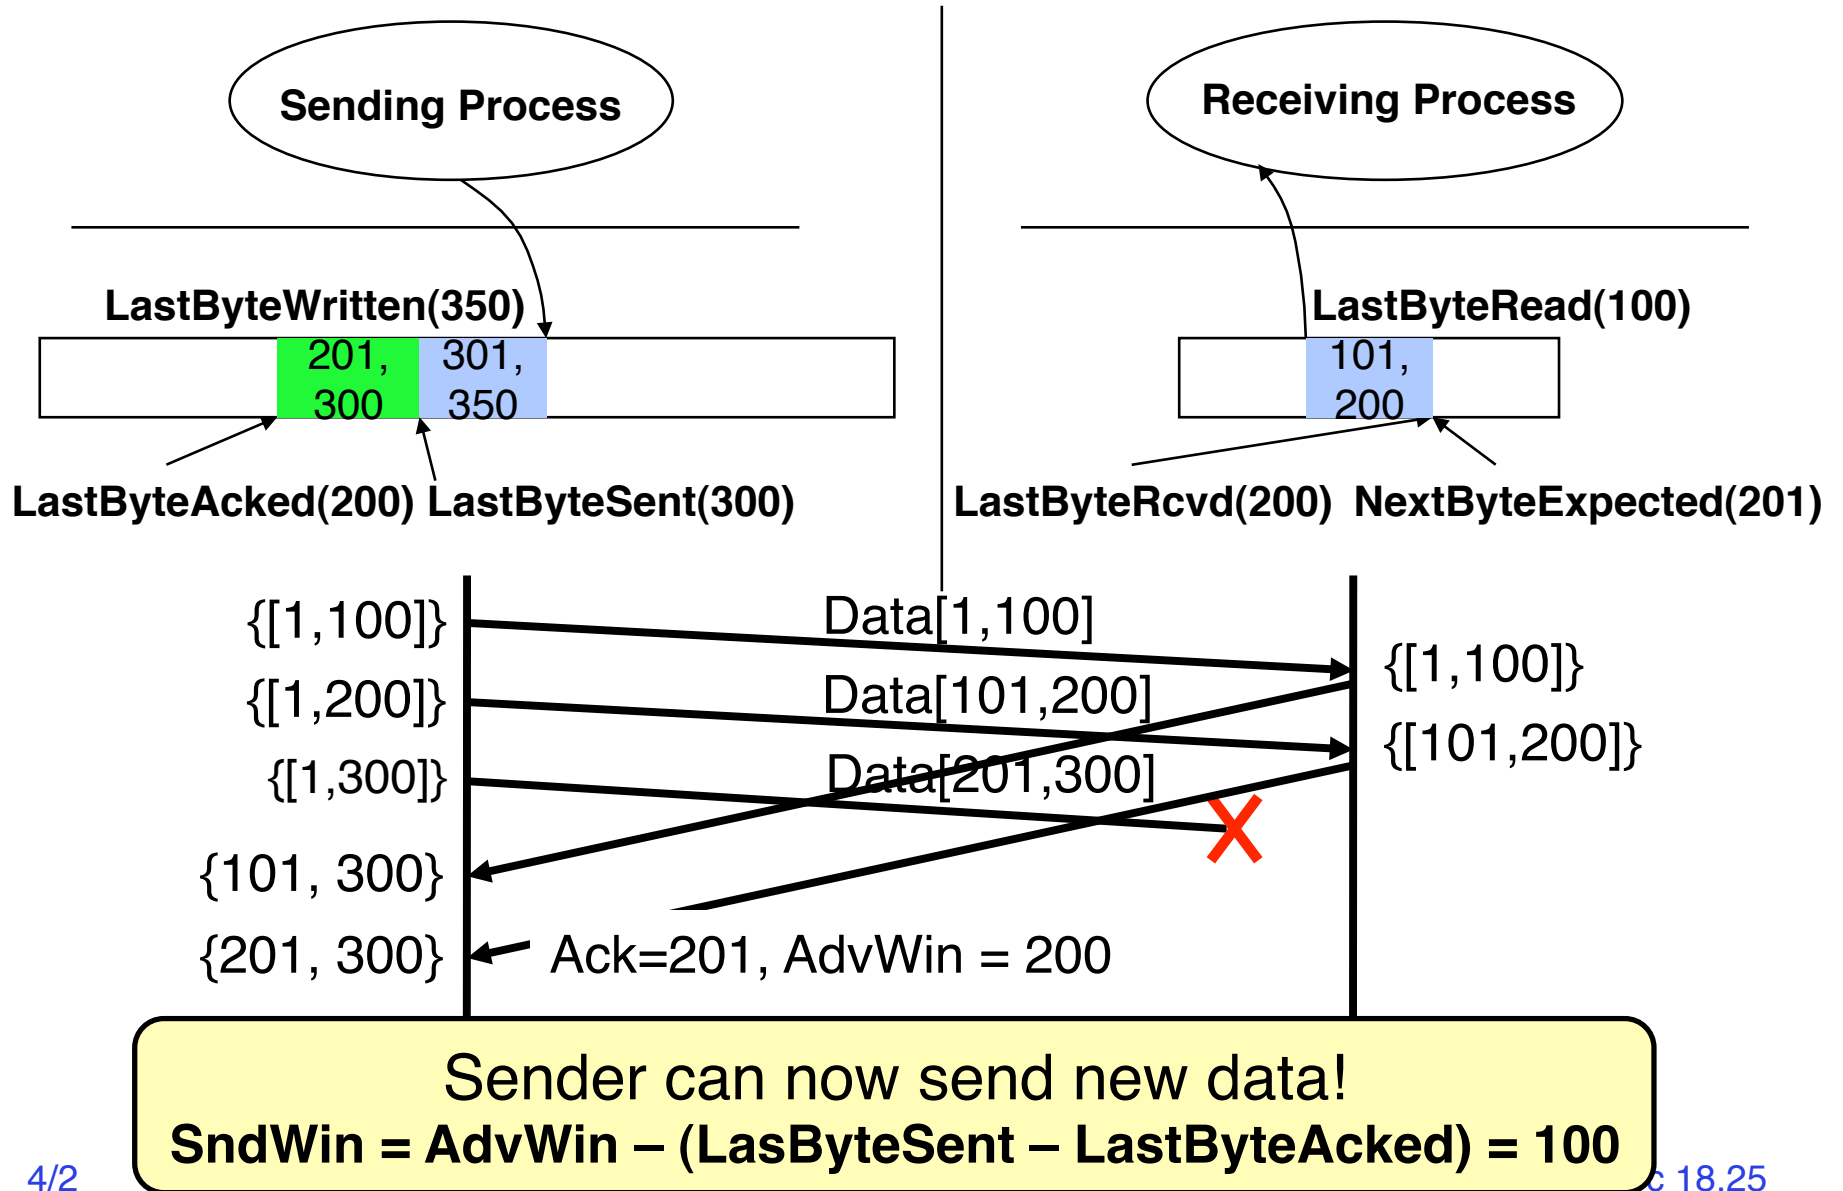 Sending Process
Receiving Process
LastByteWritten(350)
LastByteRead(100)
201,
300
301,
350
101,
200
LastByteAcked(200) LastByteSent(300)
LastByteRcvd(200) NextByteExpected(201)
{[1,100]}
Data[1,100]
{[1,100]}
{[1,200]}
Data[101,200]
{[101,200]}
{[1,300]}
Data[201,300]
{101, 300}
{201, 300}
Ack=201, AdvWin = 200
Sender can now send new data!
SndWin = AdvWin – (LasByteSent – LastByteAcked) = 100
4/2
c 18.25